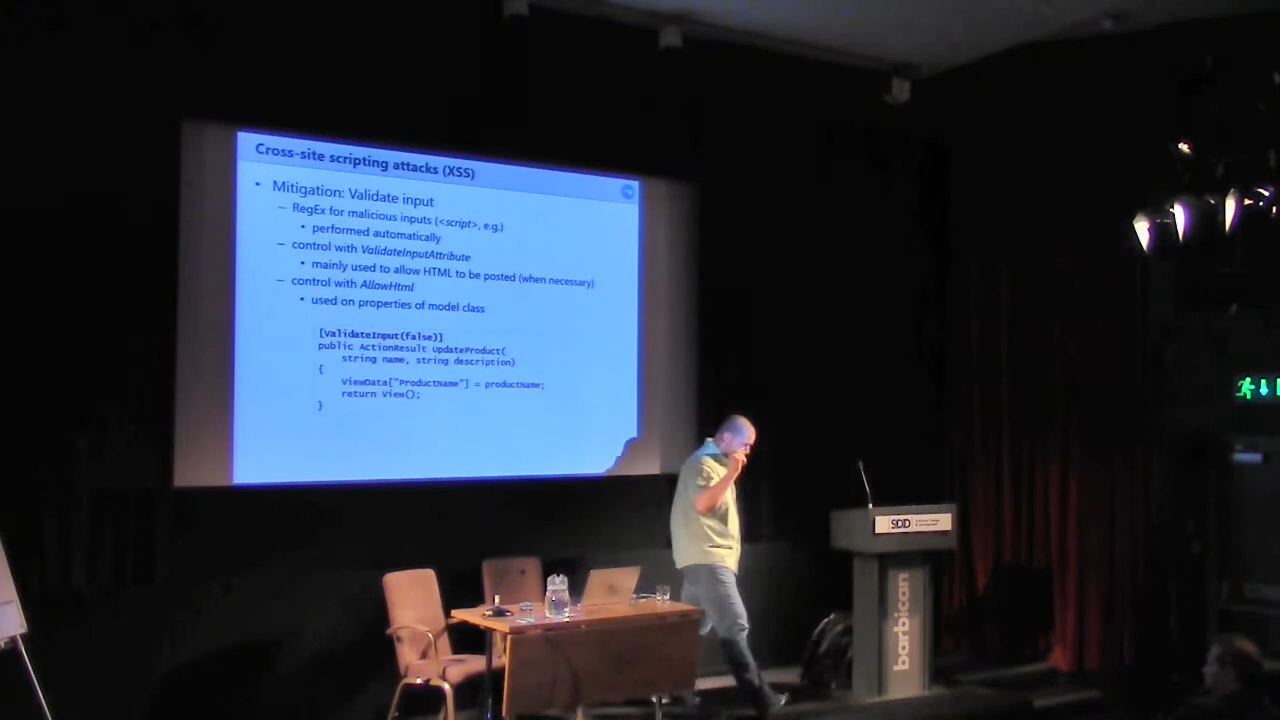 Cross-site scripting attacks (XSS)
• Mitigation: Validate input
– RegEx for malicious inputs (<script>, e.g.)
• performed automatically
– control with ValidateInputAttribute
• mainly used to allow HTML to be posted (when necessary)
– control with AllowHtml
• used on properties of model class
[ValidateInput(false)]
public ActionResult UpdateProduct(
string name, string description)
{
ViewData["ProductName"] = productName;
return View();
}
SDD
barbican